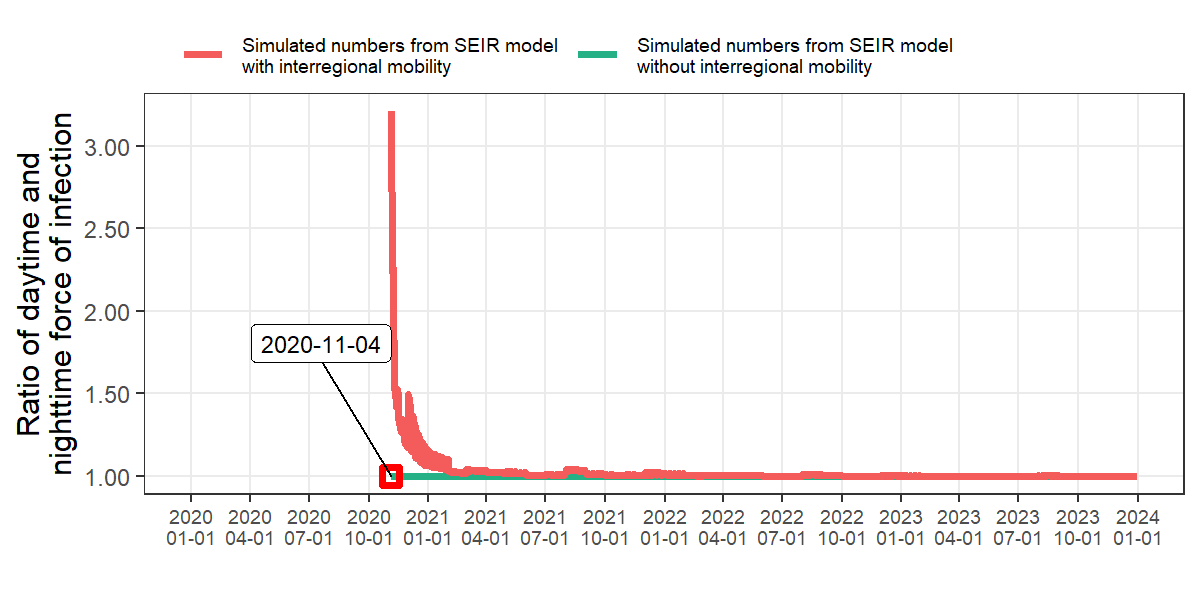 Simulated numbers from SEIR model
with interregional mobility
Simulated numbers from SEIR model
without interregional mobility
Ratio of daytime and
nighttime force of infection
3.00
2.50
2.00
1.50
1.00
2020-11-04
2020 2020 2020 2020 2021 2021 2021 2021 2022 2022 2022 2022 2023 2023 2023 2023 2024
01-01 04-01 07-01 10-01 01-01 04-01 07-01 10-01 01-01 04-01 07-01 10-01 01-01 04-01 07-01 10-01 01-01